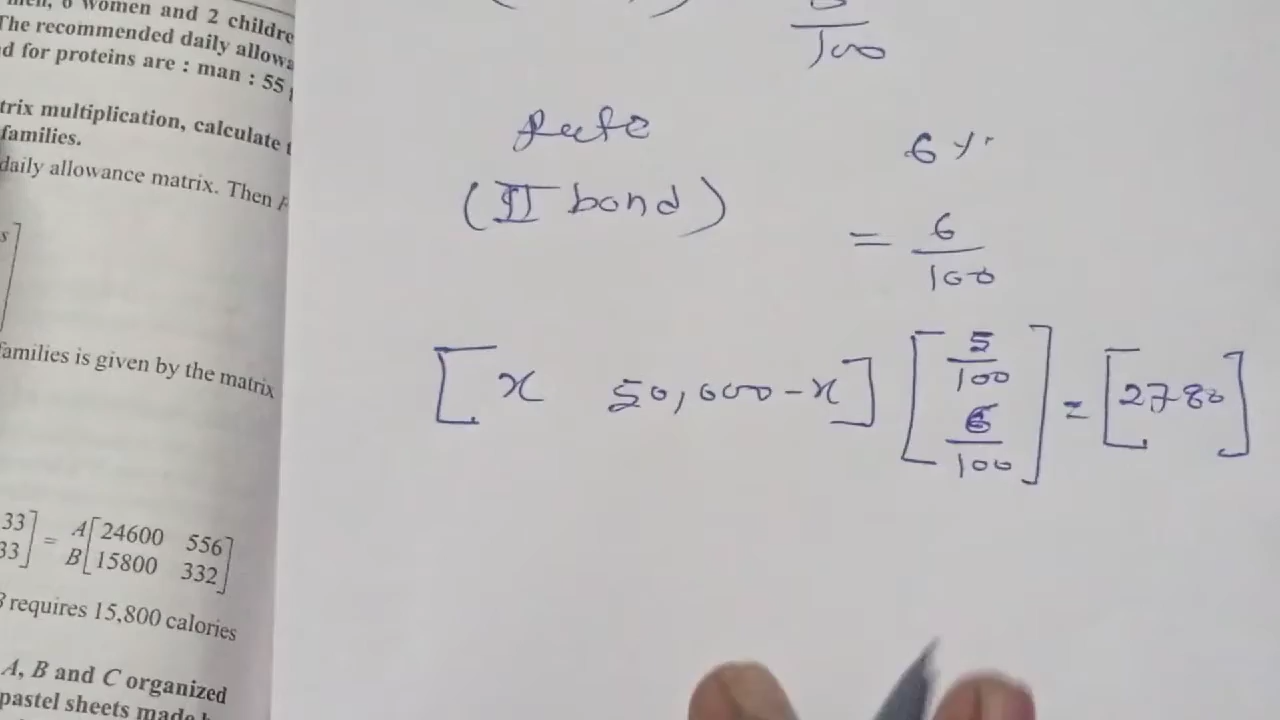 6 women and 2 childre
The recommended daily allowa
d for proteins are : man : 55
trix multiplication, calculate
families.
daily allowance matrix. Then
s
families is given by the matrix
33
33
= A 24600 556
B 15800 332
requires 15,800 calories
A, B and C organized
pastel sheets made
100
Rate
(II bond)
6 %
= 6/100
[x 50,000-x] [5/100 6/100] = [2780]